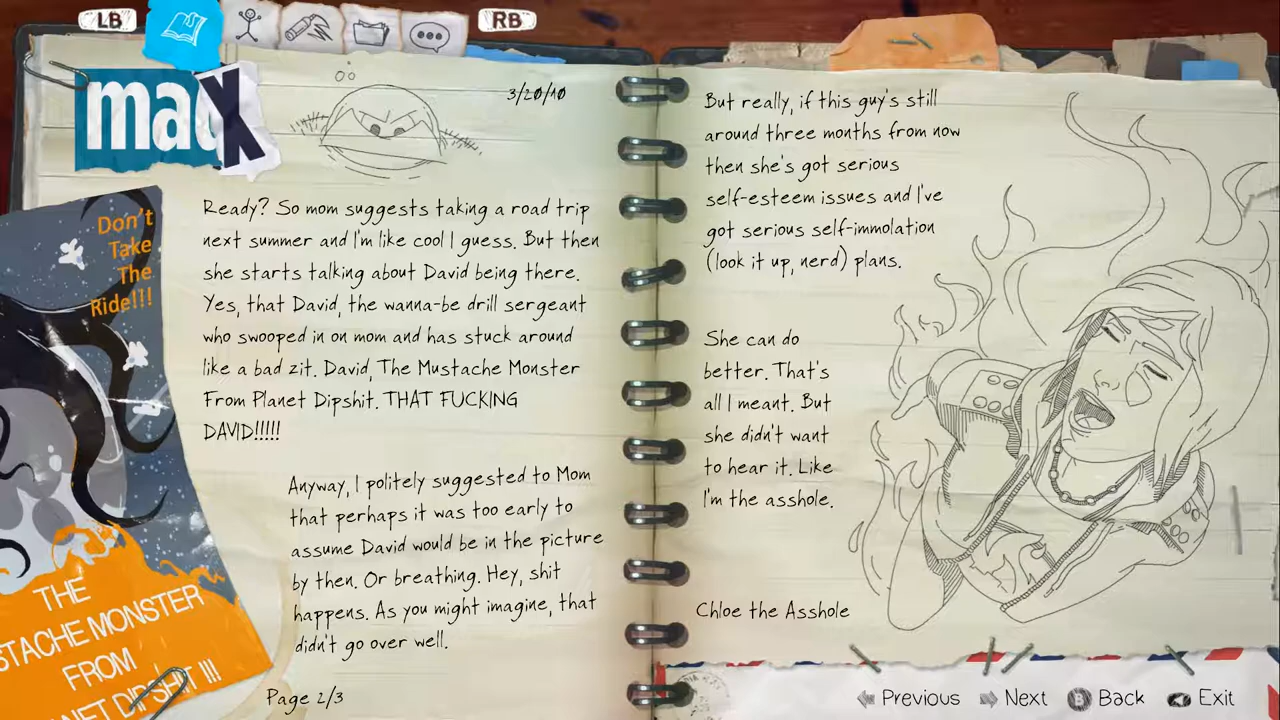 LB
RB
maX
3/20/10
Don't
Take
The
Ride!!!
Ready? So mom suggests taking a road trip
next summer and I'm like cool I guess. But then
she starts talking about David being there.
Yes, that David, the wanna-be drill sergeant
who swooped in on mom and has stuck around
like a bad zit. David, The Mustache Monster
From Planet Dipshit. THAT FUCKING
DAVID!!!!!
Anyway, I politely suggested to Mom
that perhaps it was too early to
assume David would be in the picture
by then. Or breathing. Hey, shit
happens. As you might imagine, that
didn't go over well.
THE
STACHE MONSTER
FROM
NET DIPSHIT !!!
Page 2/3
But really, if this guy's still
around three months from now
then she's got serious
self-esteem issues and I've
got serious self-immolation
(look it up, nerd) plans.
She can do
better. That's
all I meant. But
she didn't want
to hear it. Like
I'm the asshole.
Chloe the Asshole
Previous
Next
B Back
Exit